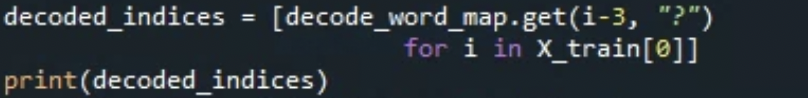 decoded_indices = [decode_word_map.get(i-3, "?")
for i in X_train[0]]
print(decoded_indices)